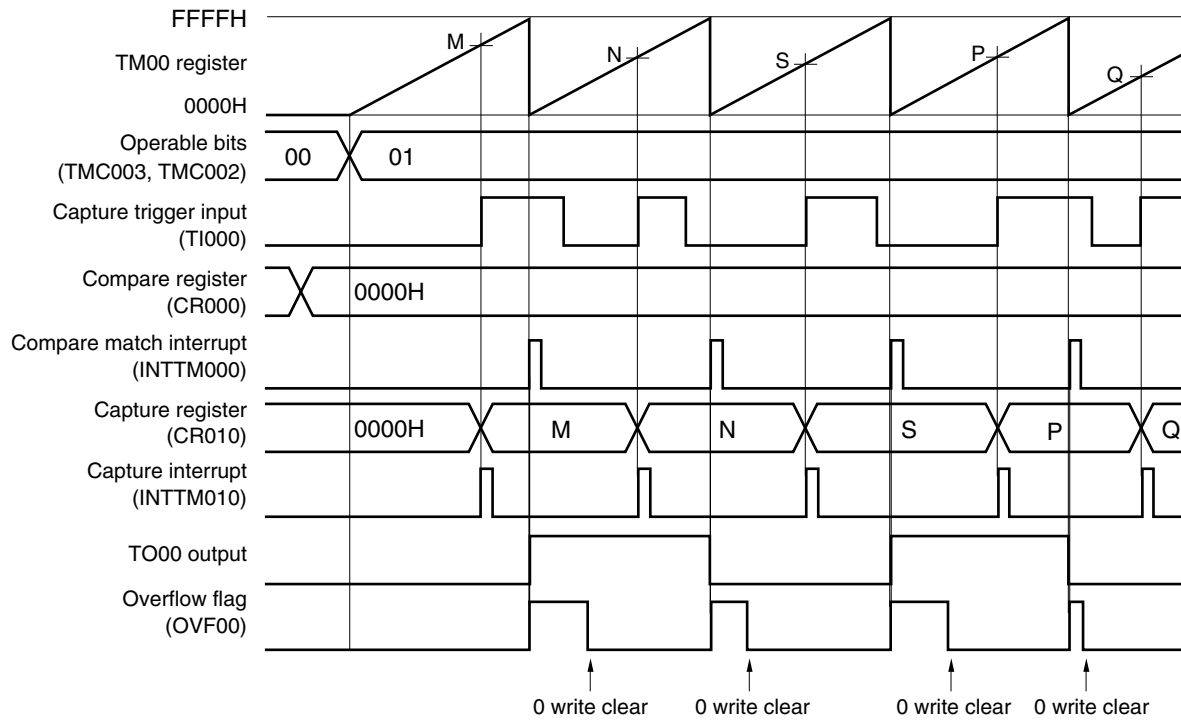 FFFFH
TM00 register
0000H
M
N
S
P
Q
Operable bits
(TMC003, TMC002)
00
01
Capture trigger input
(TI000)
Compare register
(CR000)
0000H
Compare match interrupt
(INTTM000)
Capture register
(CR010)
0000H
M
N
S
P
Q
Capture interrupt
(INTTM010)
TO00 output
Overflow flag
(OVF00)
0 write clear
0 write clear
0 write clear
0 write clear